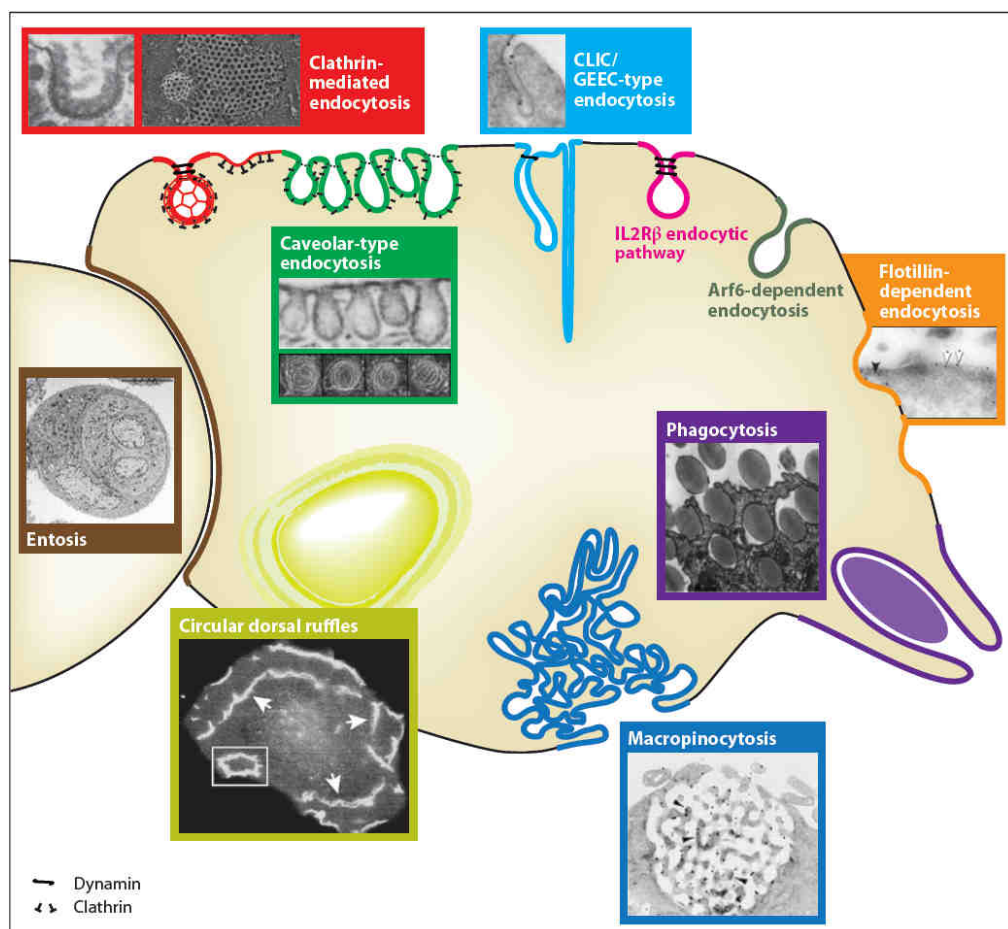 Clathrin-
mediated
endocytosis
CLIC/
GEEC-type
endocytosis
Caveolar-type
endocytosis
IL2Rβ endocytic
pathway
Arf6-dependent
endocytosis
Flotillin-
dependent
endocytosis
Phagocytosis
Entosis
Circular dorsal ruffles
Macropinocytosis
Dynamin
Clathrin